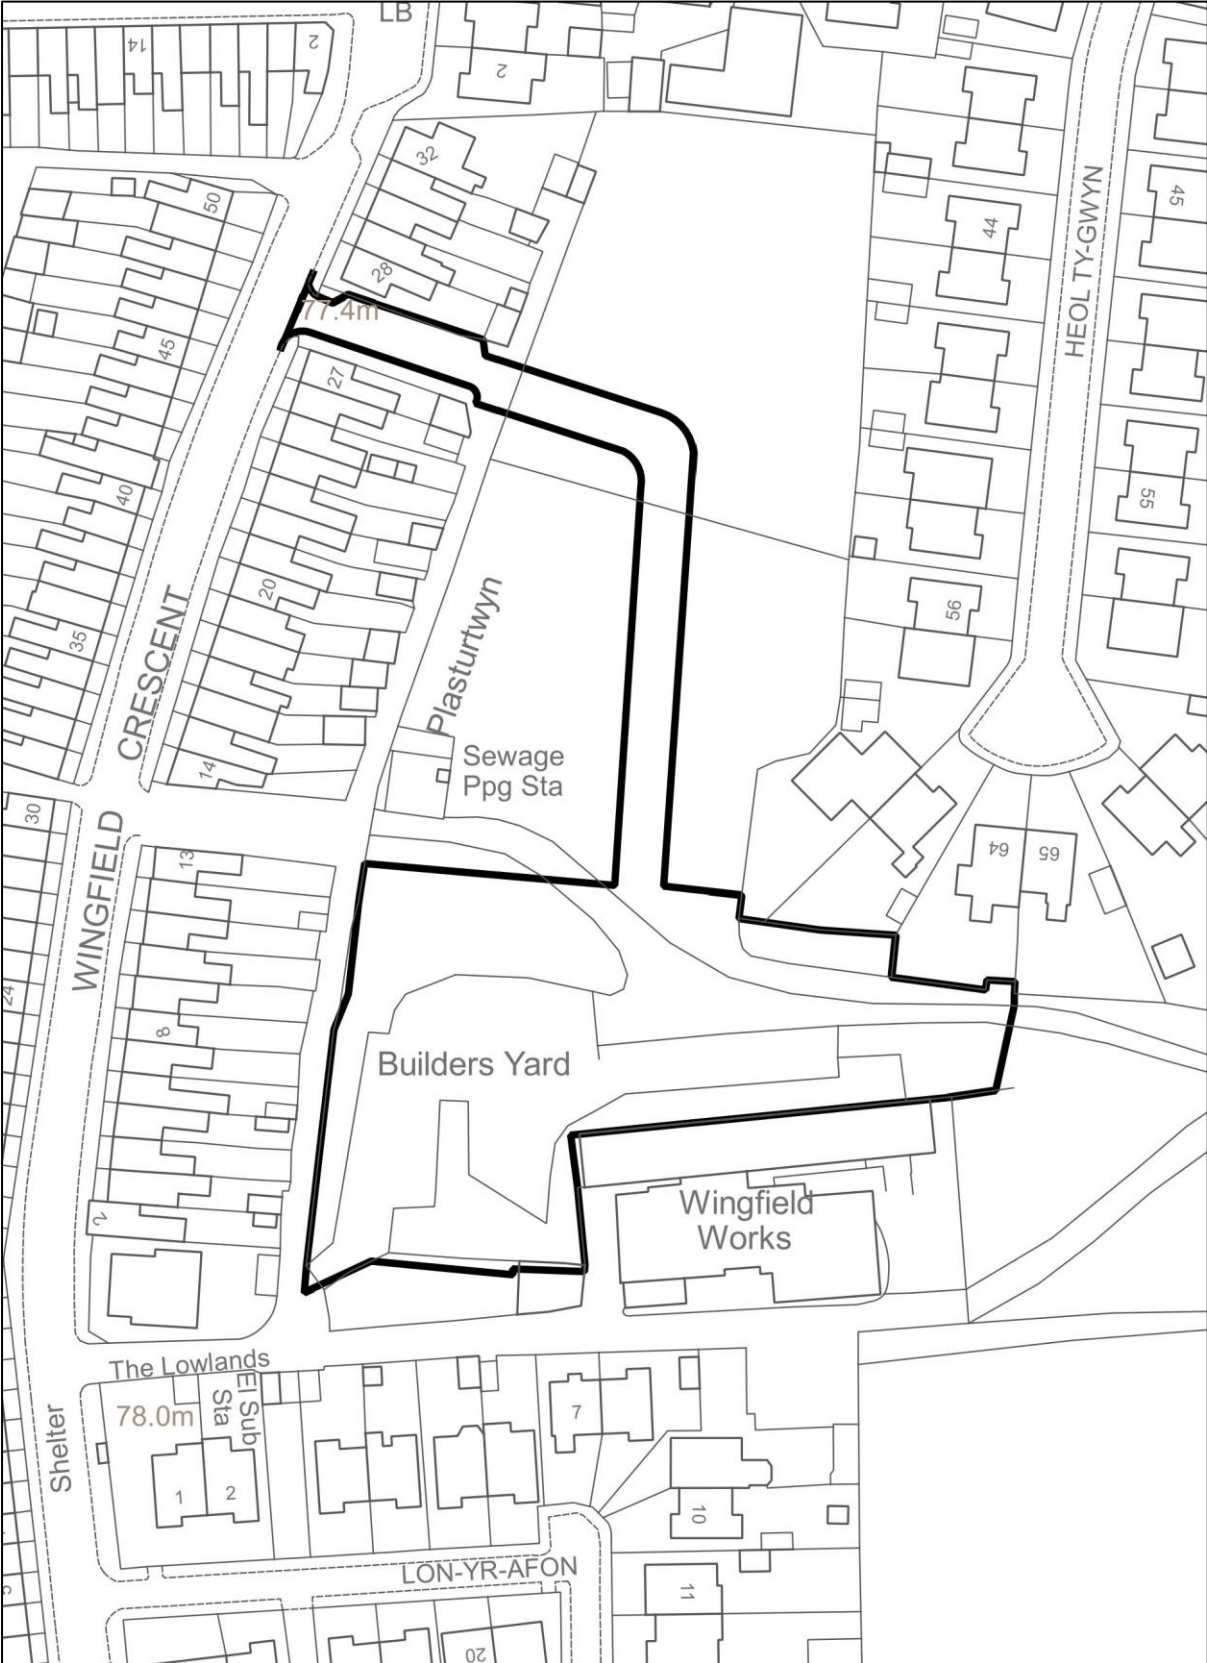 LB
14
2
2
32
50
28
44
45
HEOL TY-GWYN
77.4m
45
27
40
55
20
56
35
CRESCENT
Plasturtwyn
Sewage
Ppg Sta
14
30
WINGFIELD
13
64
65
24
8
Builders Yard
2
Wingfield
Works
The Lowlands
El Sub
Sta
78.0m
Shelter
1
2
7
10
LON-YR-AFON
11
20